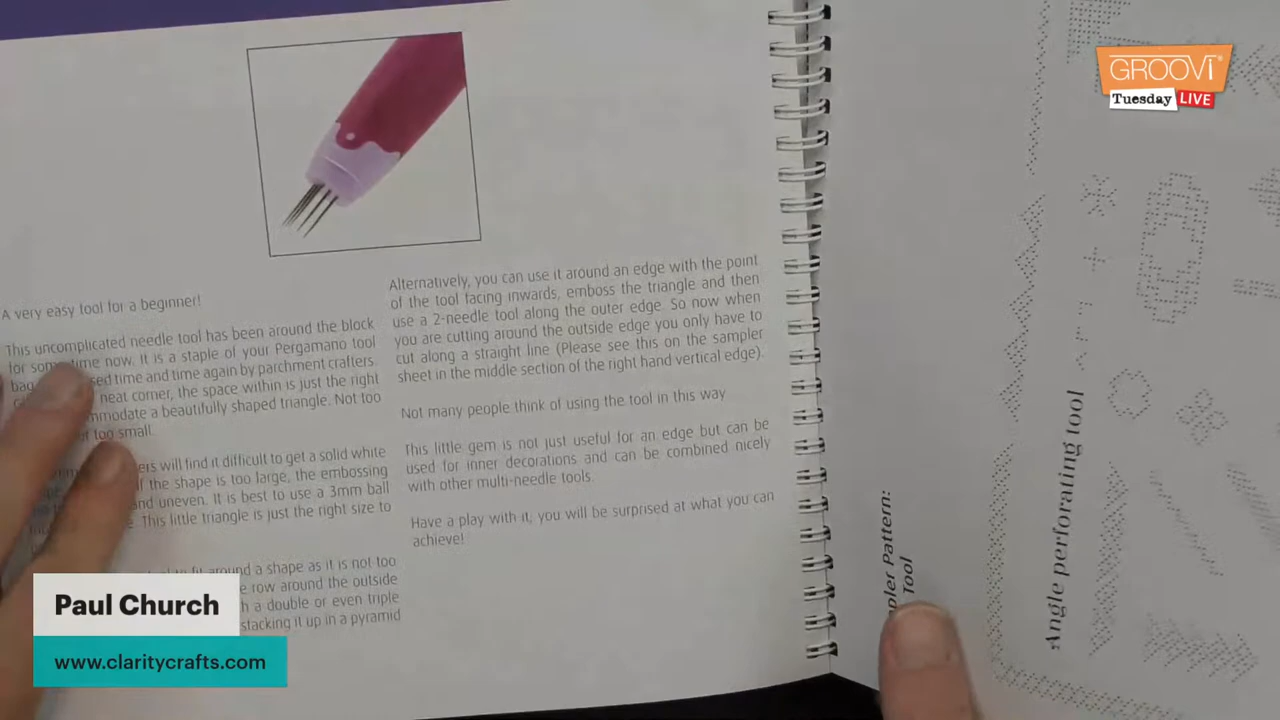 GROOVI
Tuesday LIVE
A very easy tool for a beginner!
This uncomplicated needle tool has been around the block
for some time now. It is a staple of your Pergamano tool
bag. time and time again by parchment crafters.
neat corner, the space within is just the right
a beautifully shaped triangle. Not too
too small.
will find it difficult to get a solid white
if the shape is too large, the embossing
and uneven. It is best to use a 3mm ball
This little triangle is just the right size to
to fit around a shape as it is not too
row around the outside
a double or even triple
stacking it up in a pyramid
Alternatively, you can use it around an edge with the point
of the tool facing inwards, emboss the triangle and then
use a 2-needle tool along the outer edge. So now when
you are cutting around the outside edge you only have to
cut along a straight line (Please see this on the sampler
sheet in the middle section of the right hand vertical edge).
Not many people think of using the tool in this way
This little gem is not just useful for an edge but can be
used for inner decorations and can be combined nicely
with other multi-needle tools.
Have a play with it, you will be surprised at what you can
achieve!
Pattern:
Tool
Angle perforating tool
Paul Church
www.claritycrafts.com